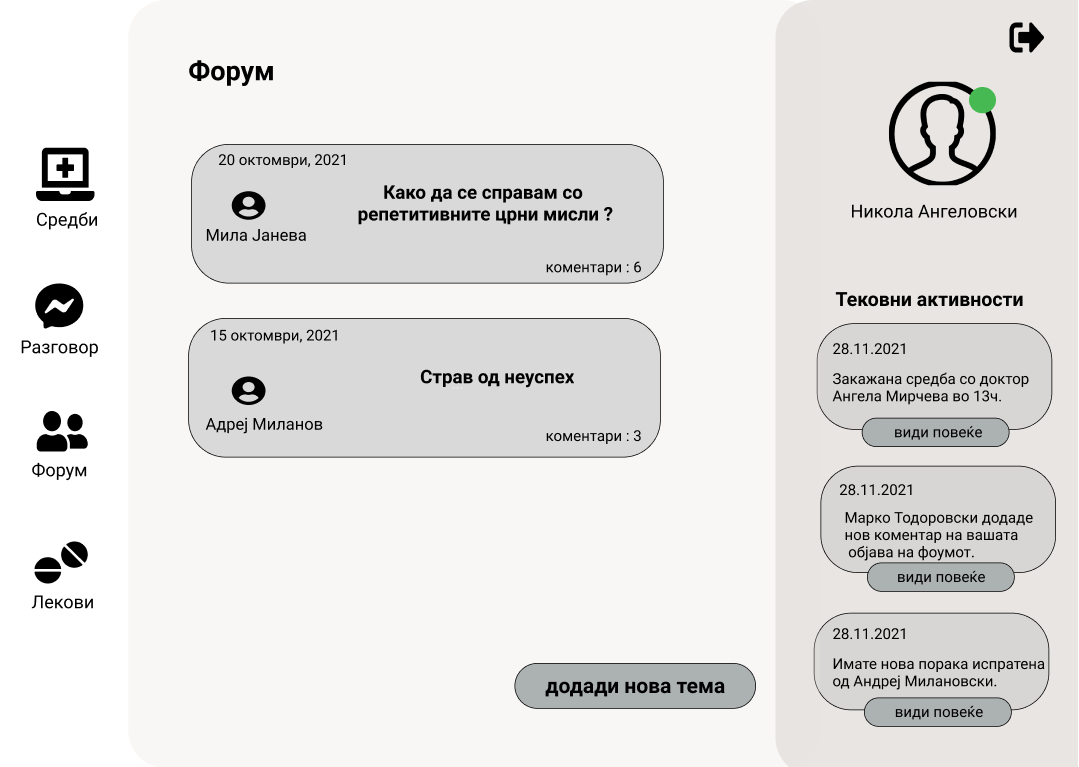 Форум
Средби
Разговор
Форум
Лекови
20 октомври, 2021
Како да се справам со
репетитивните црни мисли ?
Мила Јанева
коментари : 6
15 октомври, 2021
Страв од неуспех
Адреј Миланов
коментари : 3
додади нова тема
Никола Ангеловски
Тековни активности
28.11.2021
Закажана средба со доктор
Ангела Мирчева во 13ч.
види повеќе
28.11.2021
Марко Тодоровски додаде
нов коментар на вашата
објава на фоумот.
види повеќе
28.11.2021
Имате нова порака испратена
од Андреј Милановски.
види повеќе